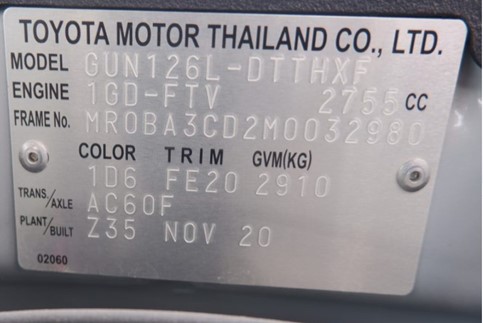 TOYOTA MOTOR THAILAND CO., LTD.
MODEL GUN126L-DTTHXF
ENGINE 1GD-FTV 2755 CC
FRAME No. MR0BA3CD2M0032980
COLOR TRIM GVM(KG)
1D6 FE20 2910
TRANS./AXLE AC60F
PLANT/BUILT Z35 NOV 20
02060